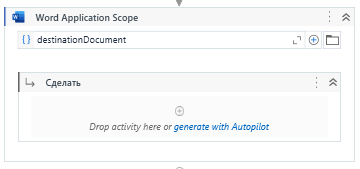 Word Application Scope
{ } destinationDocument
Сделать
Drop activity here or generate with Autopilot